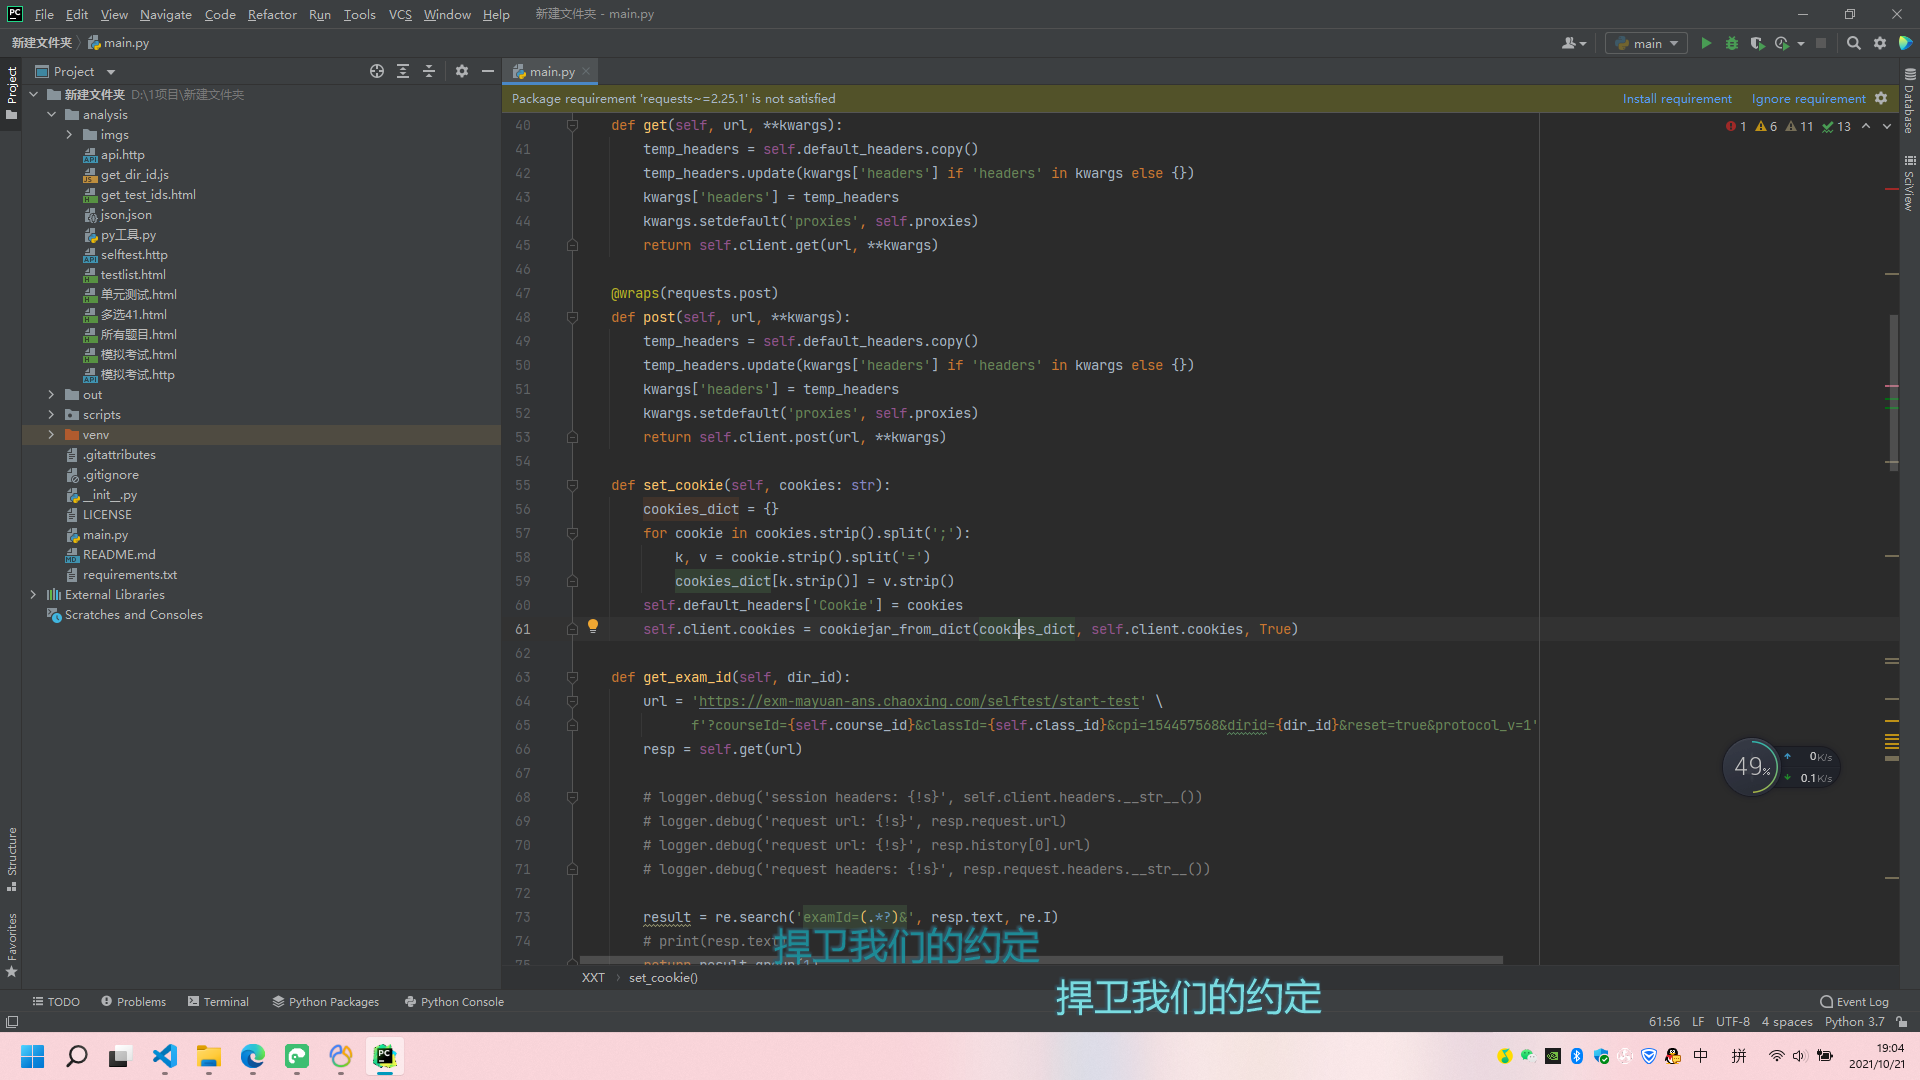 File Edit View Navigate Code Refactor Run Tools VCS Window Help 新建文件夹 - main.py
新建文件夹 main.py
main
Project
main.py
Package requirement 'requests~=2.25.1' is not satisfied
Install requirement Ignore requirement
1 6 11 13
Project
Structure
Favorites
Database
SciView
新建文件夹 D:\1项目\新建文件夹
analysis
imgs
api.http
get_dir_id.js
get_test_ids.html
json.json
py工具.py
selftest.http
testlist.html
单元测试.html
多选41.html
所有题目.html
模拟考试.html
模拟考试.http
out
scripts
venv
.gitattributes
.gitignore
__init__.py
LICENSE
main.py
README.md
requirements.txt
External Libraries
Scratches and Consoles
40 def get(self, url, **kwargs):
41 temp_headers = self.default_headers.copy()
42 temp_headers.update(kwargs['headers'] if 'headers' in kwargs else {})
43 kwargs['headers'] = temp_headers
44 kwargs.setdefault('proxies', self.proxies)
45 return self.client.get(url, **kwargs)
46
47 @wraps(requests.post)
48 def post(self, url, **kwargs):
49 temp_headers = self.default_headers.copy()
50 temp_headers.update(kwargs['headers'] if 'headers' in kwargs else {})
51 kwargs['headers'] = temp_headers
52 kwargs.setdefault('proxies', self.proxies)
53 return self.client.post(url, **kwargs)
54
55 def set_cookie(self, cookies: str):
56 cookies_dict = {}
57 for cookie in cookies.strip().split(';'):
58 k, v = cookie.strip().split('=')
59 cookies_dict[k.strip()] = v.strip()
60 self.default_headers['Cookie'] = cookies
61 self.client.cookies = cookiejar_from_dict(cookies_dict, self.client.cookies, True)
62
63 def get_exam_id(self, dir_id):
64 url = 'https://exm-mayuan-ans.chaoxing.com/selftest/start-test' \
65 f'?courseId={self.course_id}&classId={self.class_id}&cpi=154457568&dirid={dir_id}&reset=true&protocol_v=1'
66 resp = self.get(url)
67
68 # logger.debug('session headers: {!s}', self.client.headers.__str__())
69 # logger.debug('request url: {!s}', resp.request.url)
70 # logger.debug('request url: {!s}', resp.history[0].url)
71 # logger.debug('request headers: {!s}', resp.request.headers.__str__())
72
73 result = re.search('examId=(.*?)&', resp.text, re.I)
74 # print(resp.text
捍卫我们的约定
XXT set_cookie()
捍卫我们的约定
49%
0K/s
0.1K/s
TODO Problems Terminal Python Packages Python Console Event Log
61:56 LF UTF-8 4 spaces Python 3.7
PC
中 拼
19:04
2021/10/21